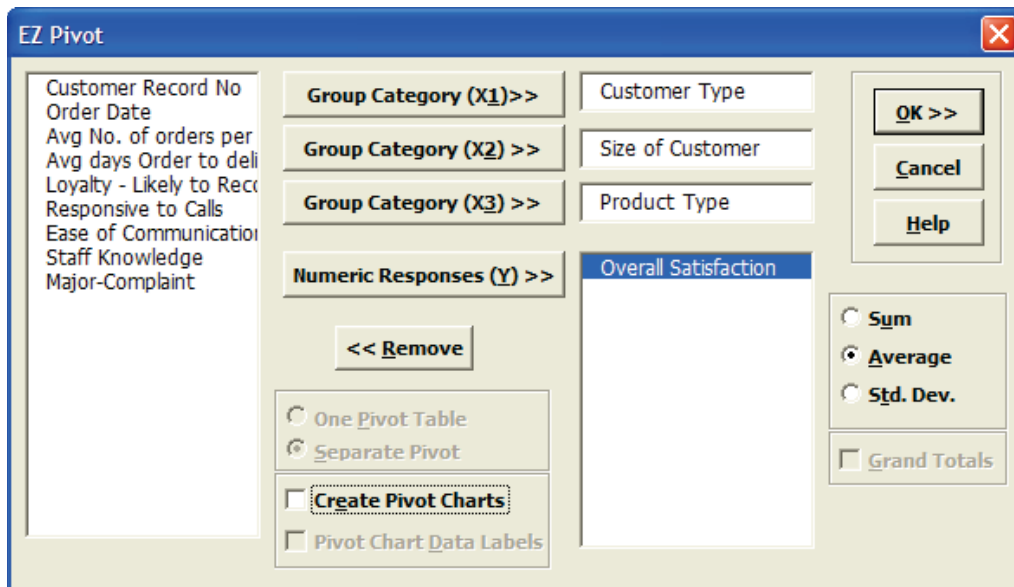 EZ Pivot
Customer Record No
Order Date
Avg No. of orders per
Avg days Order to deli
Loyalty - Likely to Reco
Responsive to Calls
Ease of Communication
Staff Knowledge
Major-Complaint
Group Category (X1)>>
Customer Type
Group Category (X2) >>
Size of Customer
Group Category (X3) >>
Product Type
Numeric Responses (Y) >>
Overall Satisfaction
<< Remove
One Pivot Table
Separate Pivot
Create Pivot Charts
Pivot Chart Data Labels
OK >>
Cancel
Help
Sum
Average
Std. Dev.
Grand Totals